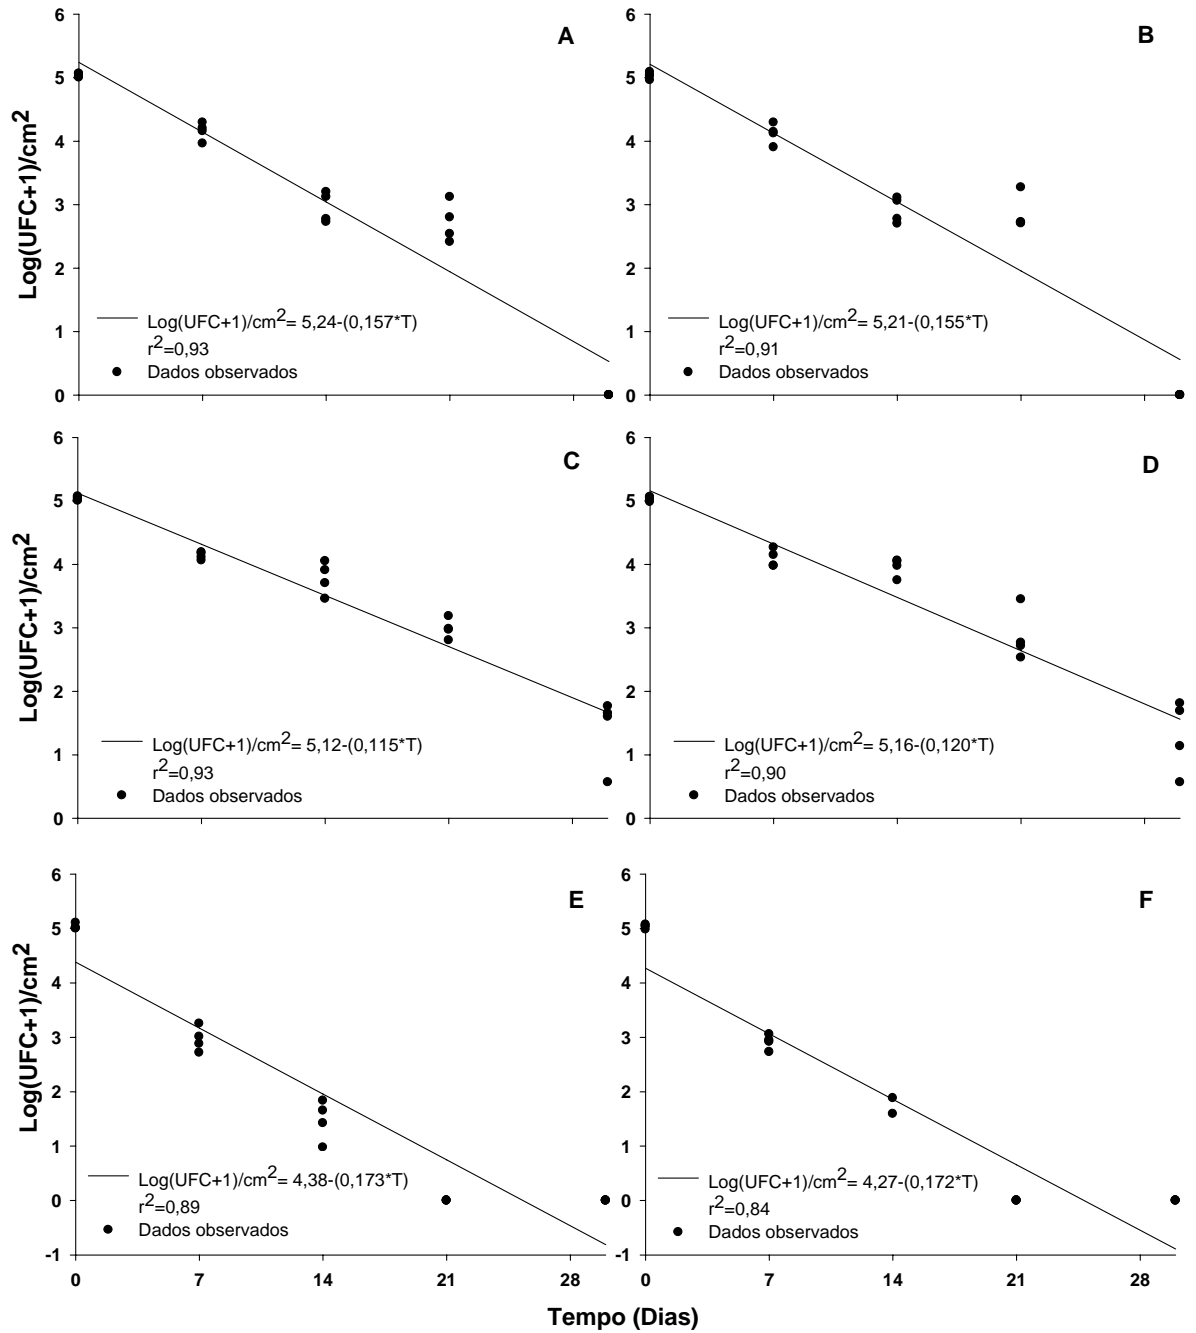 A
B
6
5
4
3
2
1
0
Log(UFC+1)/cm2
Log(UFC+1)/cm2= 5,24-(0,157*T)
r2=0,93
Dados observados
6
5
4
3
2
1
0
Log(UFC+1)/cm2= 5,21-(0,155*T)
r2=0,91
Dados observados
C
D
6
5
4
3
2
1
0
Log(UFC+1)/cm2
Log(UFC+1)/cm2= 5,12-(0,115*T)
r2=0,93
Dados observados
6
5
4
3
2
1
0
Log(UFC+1)/cm2= 5,16-(0,120*T)
r2=0,90
Dados observados
E
F
6
5
4
3
2
1
0
-1
Log(UFC+1)/cm2
Log(UFC+1)/cm2= 4,38-(0,173*T)
r2=0,89
Dados observados
0 7 14 21 28
6
5
4
3
2
1
0
-1
Log(UFC+1)/cm2= 4,27-(0,172*T)
r2=0,84
Dados observados
0 7 14 21 28
Tempo (Dias)